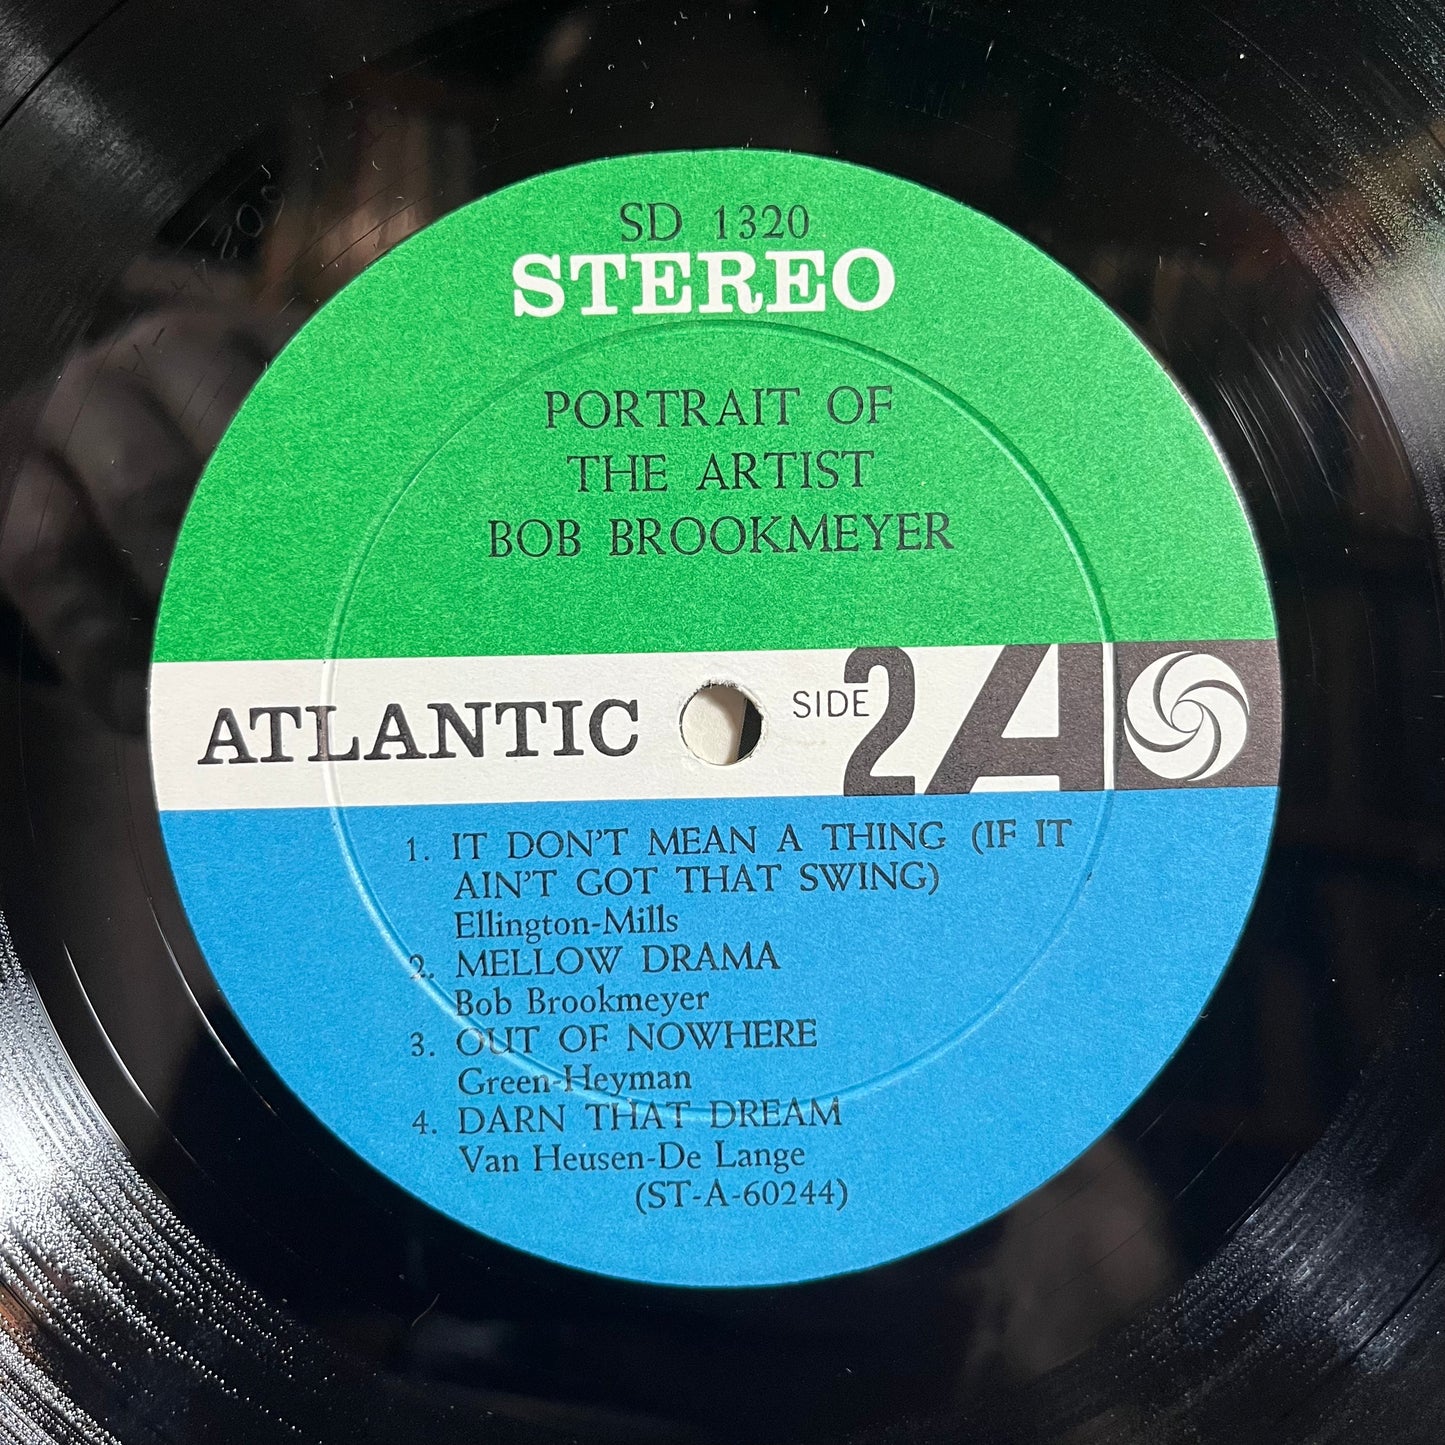 SD 1320
STEREO
PORTRAIT OF
THE ARTIST
BOB BROOKMEYER
ATLANTIC SIDE 2 A
1. IT DON'T MEAN A THING (IF IT
AIN'T GOT THAT SWING)
Ellington-Mills
2. MELLOW DRAMA
Bob Brookmeyer
3. OUT OF NOWHERE
Green-Heyman
4. DARN THAT DREAM
Van Heusen-De Lange
(ST-A-60244)